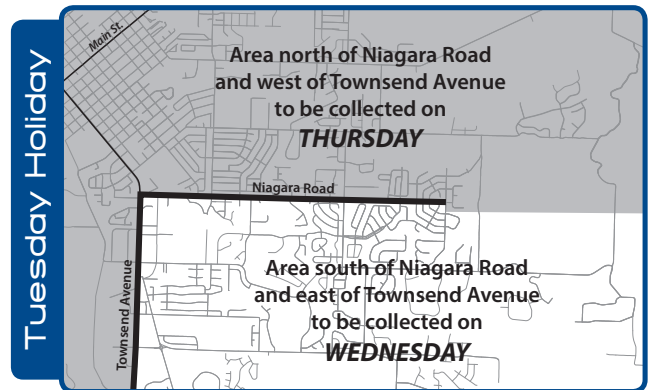 Tuesday Holiday
Main St.
Area north of Niagara Road
and west of Townsend Avenue
to be collected on
THURSDAY
Niagara Road
Townsend Avenue
Area south of Niagara Road
and east of Townsend Avenue
to be collected on
WEDNESDAY